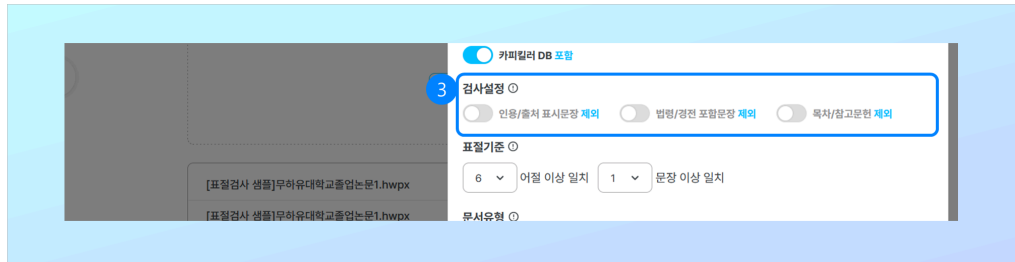 카피킬러 DB 포함
3
검사설정
인용/출처 표시문장 제외 법령/경전 포함문장 제외 목차/참고문헌 제외
표절기준
6 어절 이상 일치 1 문장 이상 일치
[표절검사 샘플]무하유대학교졸업논문1.hwpx
[표절검사 샘플]무하유대학교졸업논문1.hwpx
문서유형